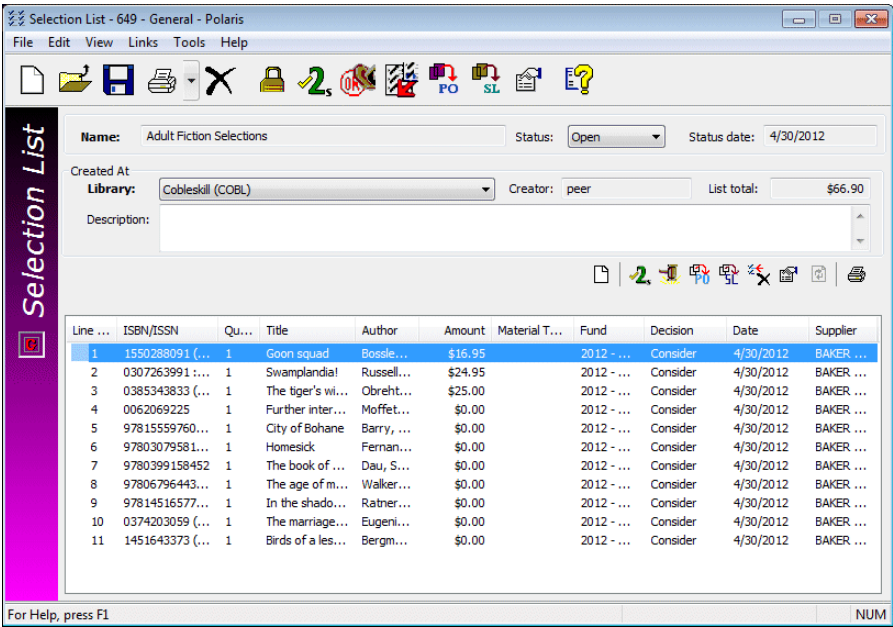 Selection List - 649 - General - Polaris
File Edit View Links Tools Help
PO SL
Selection List
Name: Adult Fiction Selections Status: Open Status date: 4/30/2012
Created At
Library: Cobleskill (COBL) Creator: peer List total: $66.90
Description:
Line ... ISBN/ISSN Qu... Title Author Amount Material T... Fund Decision Date Supplier
1 1550288091 (... 1 Goon squad Bossle... $16.95 2012 - ... Consider 4/30/2012 BAKER ...
2 0307263991 :... 1 Swamplandia! Russell... $24.95 2012 - ... Consider 4/30/2012 BAKER ...
3 0385343833 (... 1 The tiger's wi... Obreht... $25.00 2012 - ... Consider 4/30/2012 BAKER ...
4 0062069225 1 Further inter... Moffet... $0.00 2012 - ... Consider 4/30/2012 BAKER ...
5 97815559760... 1 City of Bohane Barry, ... $0.00 2012 - ... Consider 4/30/2012 BAKER ...
6 97803079581... 1 Homesick Fernan... $0.00 2012 - ... Consider 4/30/2012 BAKER ...
7 9780399158452 1 The book of ... Dau, S... $0.00 2012 - ... Consider 4/30/2012 BAKER ...
8 97806796443... 1 The age of m... Walker... $0.00 2012 - ... Consider 4/30/2012 BAKER ...
9 97814516577... 1 In the shado... Ratner... $0.00 2012 - ... Consider 4/30/2012 BAKER ...
10 0374203059 (... 1 The marriage... Eugeni... $0.00 2012 - ... Consider 4/30/2012 BAKER ...
11 1451643373 (... 1 Birds of a les... Bergm... $0.00 2012 - ... Consider 4/30/2012 BAKER ...
For Help, press F1 NUM